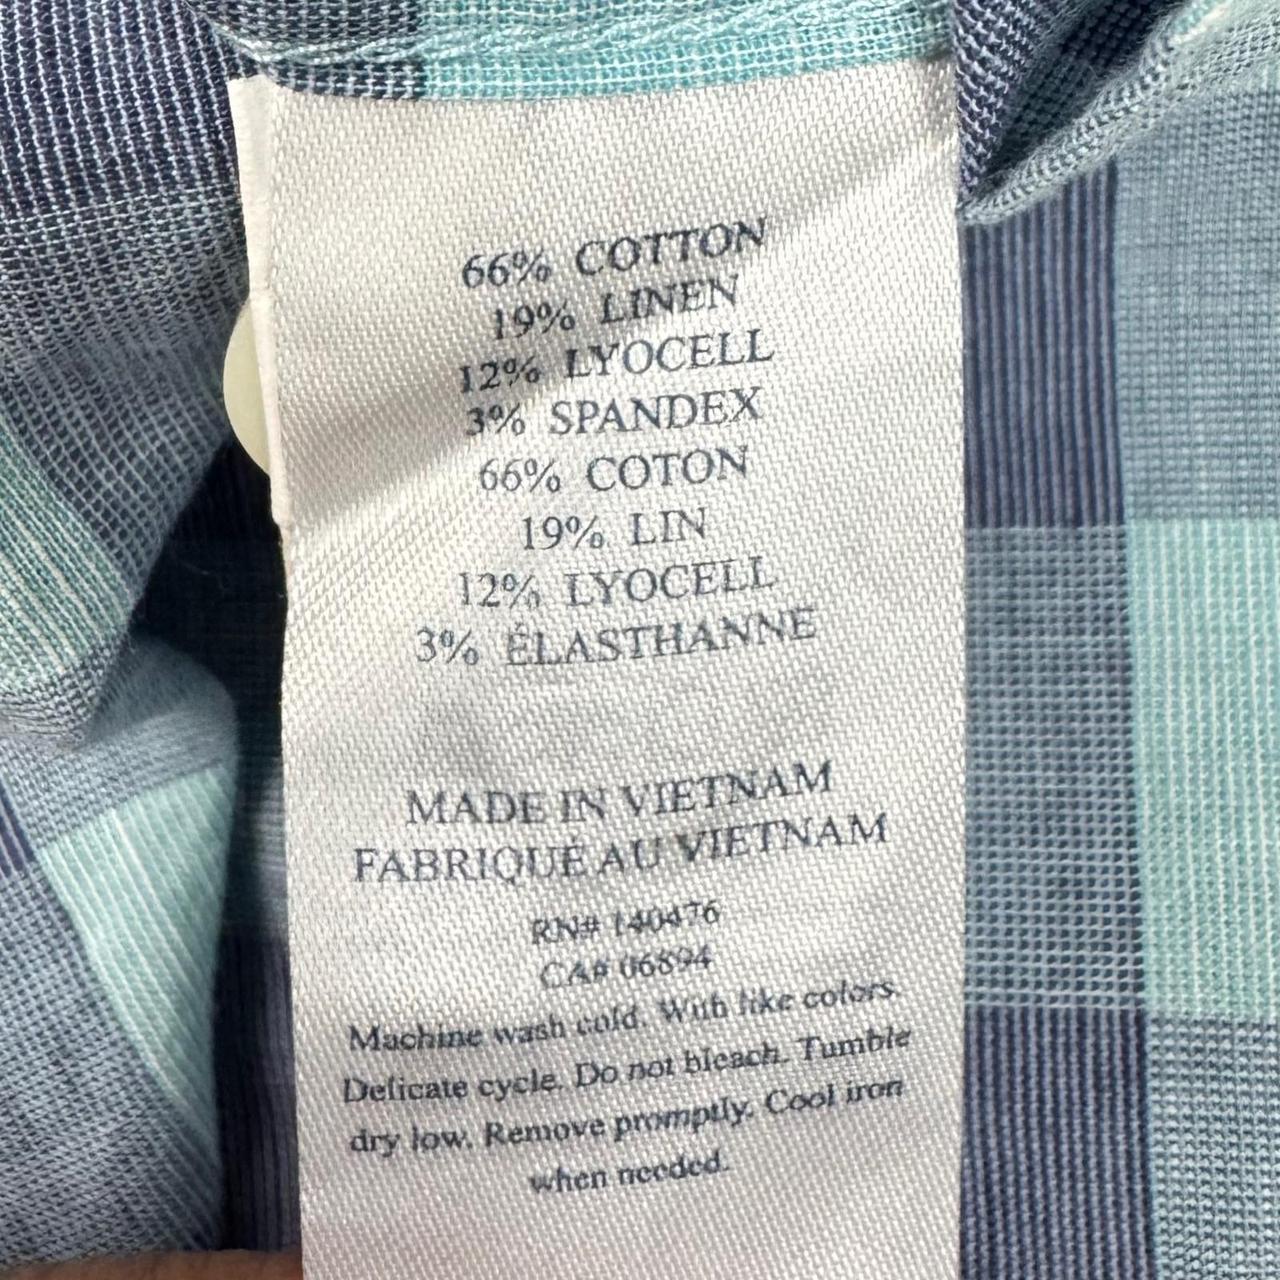 66% COTTON
19% LINEN
12% LYOCELL
3% SPANDEX
66% COTON
19% LIN
12% LYOCELL
3% ÉLASTHANNE
MADE IN VIETNAM
FABRIQUÉ AU VIETNAM
RN# 140476
CA# 06894
Machine wash cold. With like colors.
Delicate cycle. Do not bleach. Tumble
dry low. Remove promptly. Cool iron
when needed.